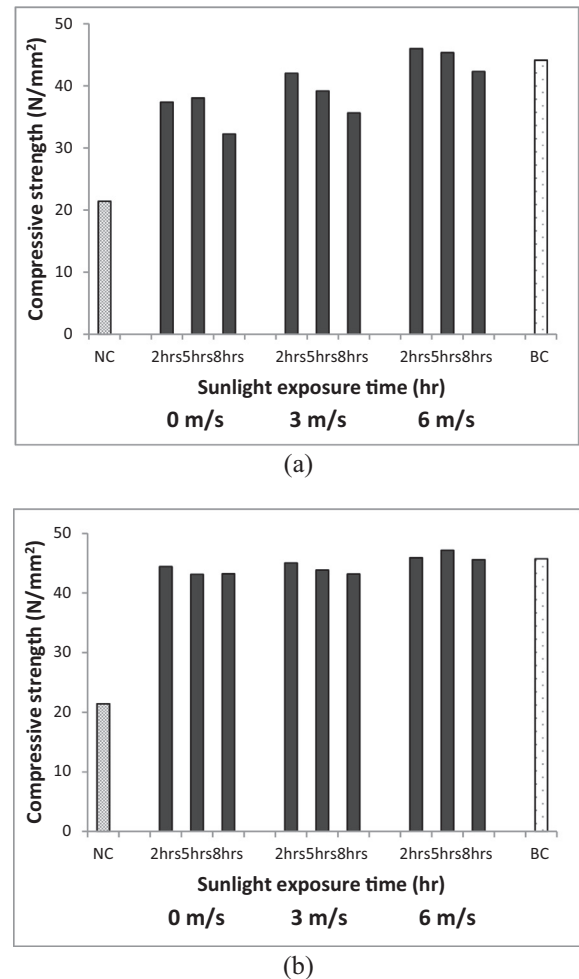 50
40
30
20
10
0
Compressive strength (N/mm²)
NC 2hrs5hrs8hrs 2hrs5hrs8hrs 2hrs5hrs8hrs BC
Sunlight exposure time (hr)
0 m/s 3 m/s 6 m/s
(a)
50
40
30
20
10
0
Compressive strength (N/mm²)
NC 2hrs5hrs8hrs 2hrs5hrs8hrs 2hrs5hrs8hrs BC
Sunlight exposure time (hr)
0 m/s 3 m/s 6 m/s
(b)